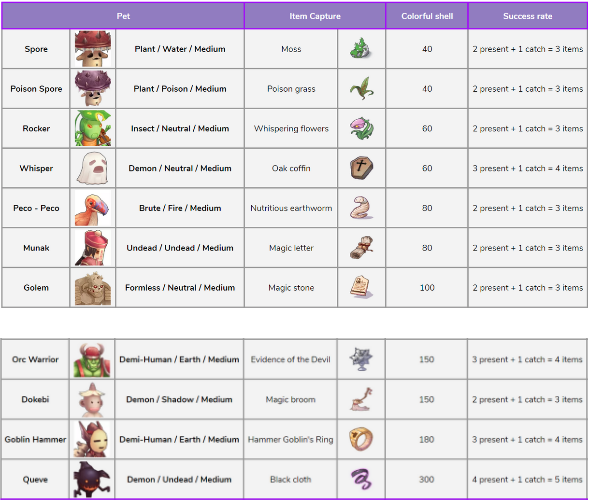 Pet Item Capture Colorful shell Success rate
Spore Plant / Water / Medium Moss 40 2 present + 1 catch = 3 items
Poison Spore Plant / Poison / Medium Poison grass 40 2 present + 1 catch = 3 items
Rocker Insect / Neutral / Medium Whispering flowers 60 2 present + 1 catch = 3 items
Whisper Demon / Neutral / Medium Oak coffin 60 3 present + 1 catch = 4 items
Peco - Peco Brute / Fire / Medium Nutritious earthworm 80 2 present + 1 catch = 3 items
Munak Undead / Undead / Medium Magic letter 80 2 present + 1 catch = 3 items
Golem Formless / Neutral / Medium Magic stone 100 2 present + 1 catch = 3 items
Orc Warrior Demi-Human / Earth / Medium Evidence of the Devil 150 3 present + 1 catch = 4 items
Dokebi Demon / Shadow / Medium Magic broom 150 2 present + 1 catch = 3 items
Goblin Hammer Demi-Human / Earth / Medium Hammer Goblin's Ring 180 3 present + 1 catch = 4 items
Queve Demon / Undead / Medium Black cloth 300 4 present + 1 catch = 5 items